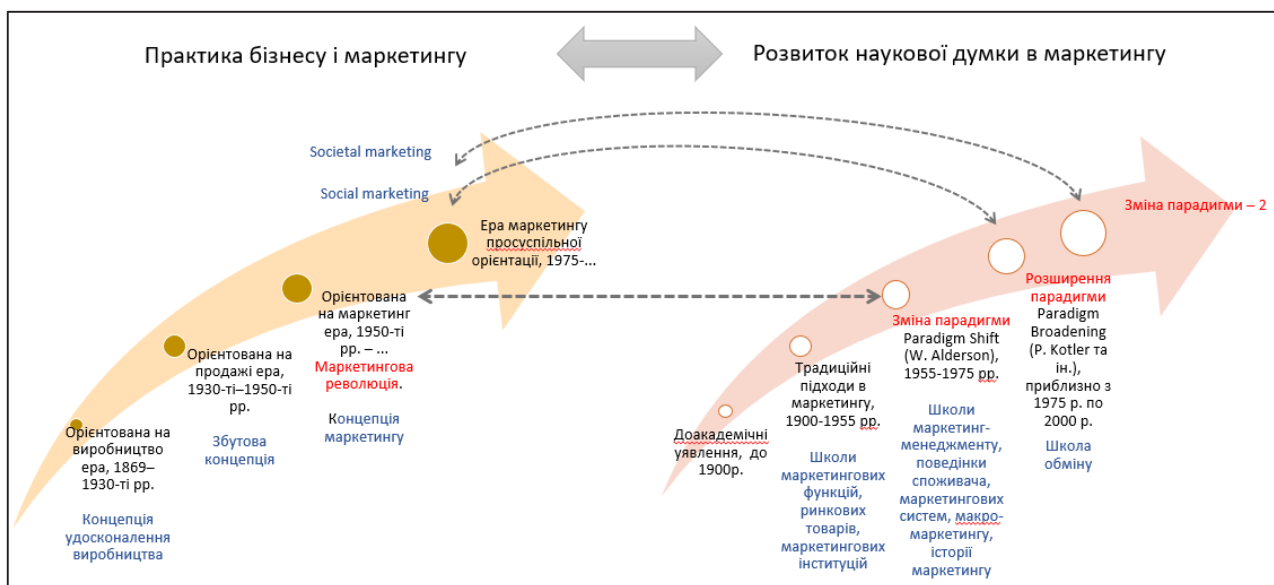 Практика бізнесу і маркетингу
Розвиток наукової думки в маркетингу
Societal marketing
Social marketing
Ера маркетингу
просуспільної
орієнтації, 1975-...
Орієнтована
на маркетинг
ера, 1950-ті
рр. – ...
Маркетингова
революція.
Концепція
маркетингу
Орієнтована на
продажі ера,
1930-ті–1950-ті
рр.
Збутова
концепція
Орієнтована на
виробництво
ера, 1869–
1930-ті рр.
Концепція
удосконалення
виробництва
Доакадемічні
уявлення, до
1900р.
Традиційні
підходи в
маркетингу,
1900-1955 рр.
Школи
маркетингових
функцій,
ринкових
товарів,
маркетингових
інституцій
Зміна парадигми
Paradigm Shift
(W. Alderson),
1955-1975 рр.
Школи
маркетинг-
менеджменту,
поведінки
споживача,
маркетингових
систем, макро-
маркетингу,
історії
маркетингу
Розширення
парадигми
Paradigm
Broadening
(P. Kotler та
ін.),
приблизно з
1975 р. по
2000 р.
Школа
обміну
Зміна парадигми – 2